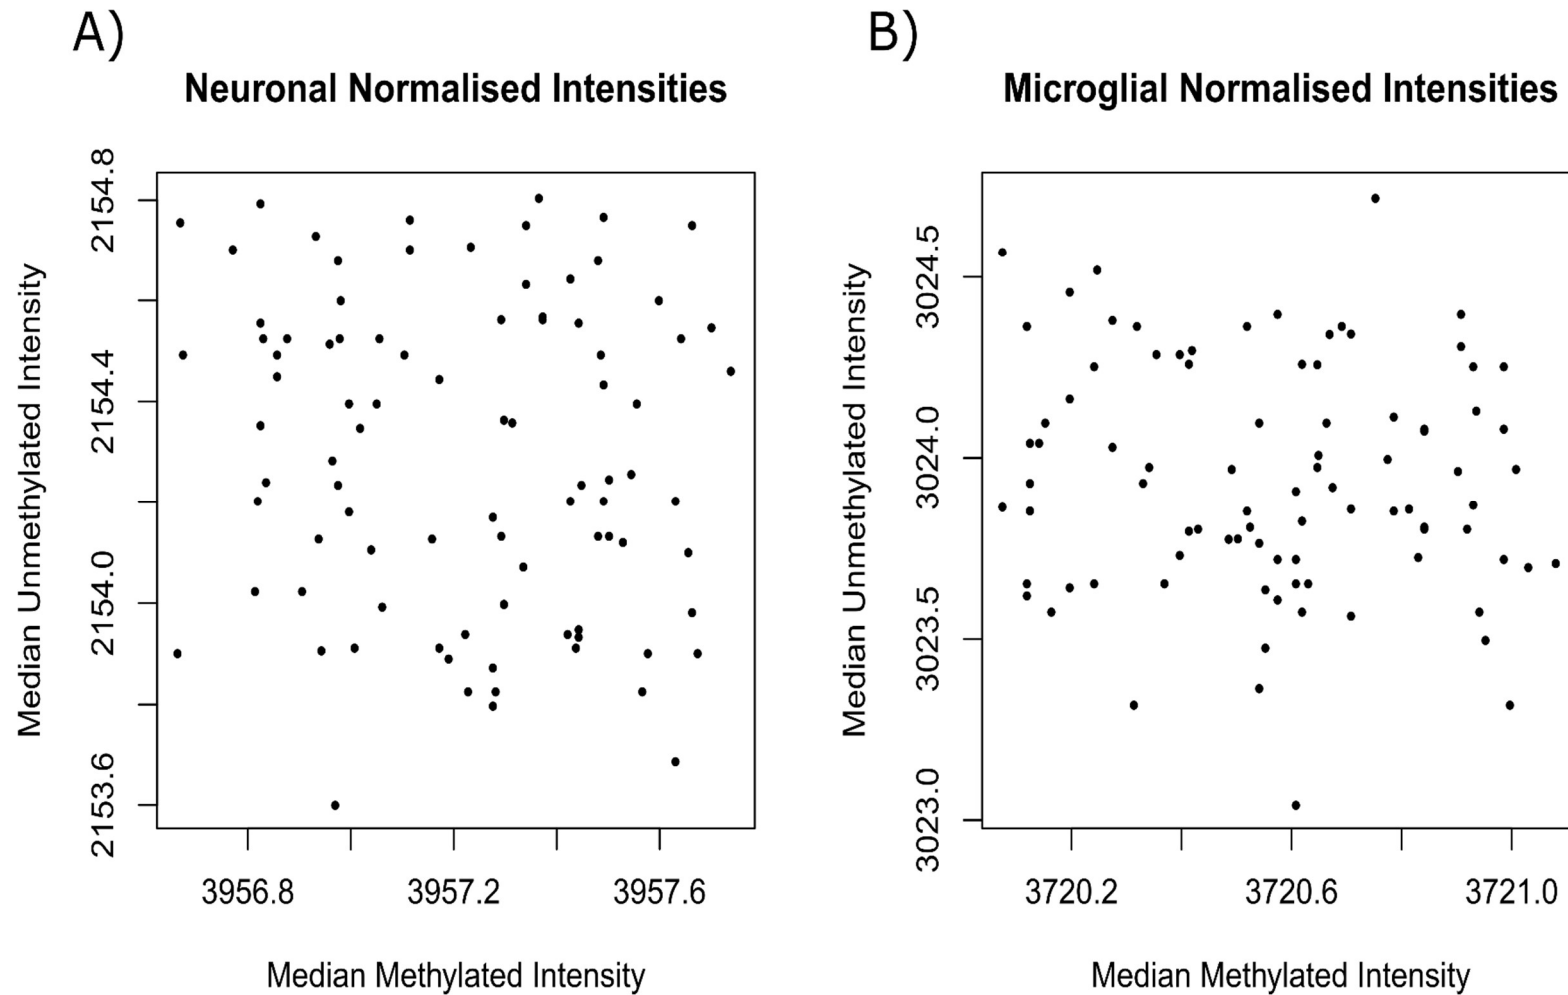 A)
Neuronal Normalised Intensities
Median Unmethylated Intensity
2154.8
2154.4
2154.0
2153.6
3956.8 3957.2 3957.6
Median Methylated Intensity
B)
Microglial Normalised Intensities
Median Unmethylated Intensity
3024.5
3024.0
3023.5
3023.0
3720.2 3720.6 3721.0
Median Methylated Intensity